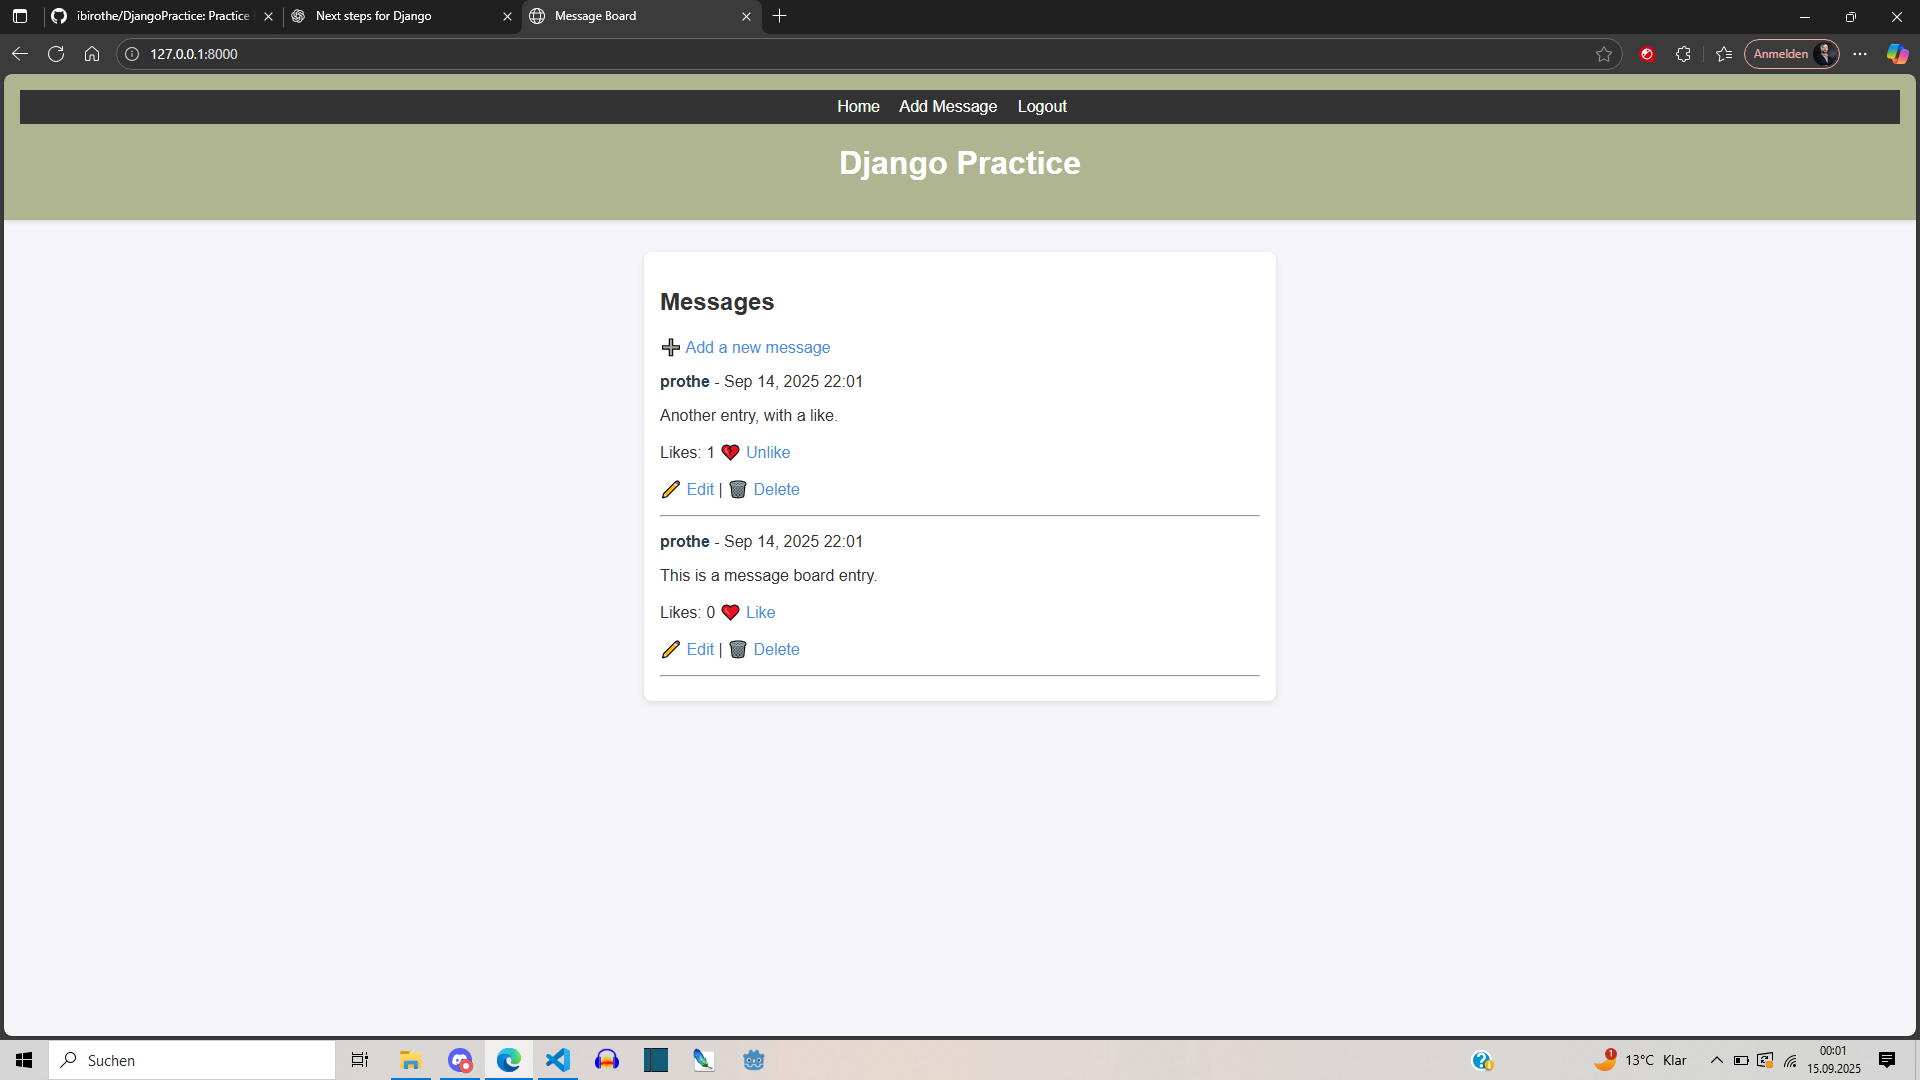 ibirothe/DjangoPractice: Practice
Next steps for Django
Message Board
127.0.0.1:8000
Anmelden
Home Add Message Logout
Django Practice
Messages
Add a new message
prothe - Sep 14, 2025 22:01
Another entry, with a like.
Likes: 1 Unlike
Edit | Delete
prothe - Sep 14, 2025 22:01
This is a message board entry.
Likes: 0 Like
Edit | Delete
Suchen
1
13°C Klar
00:01
15.09.2025